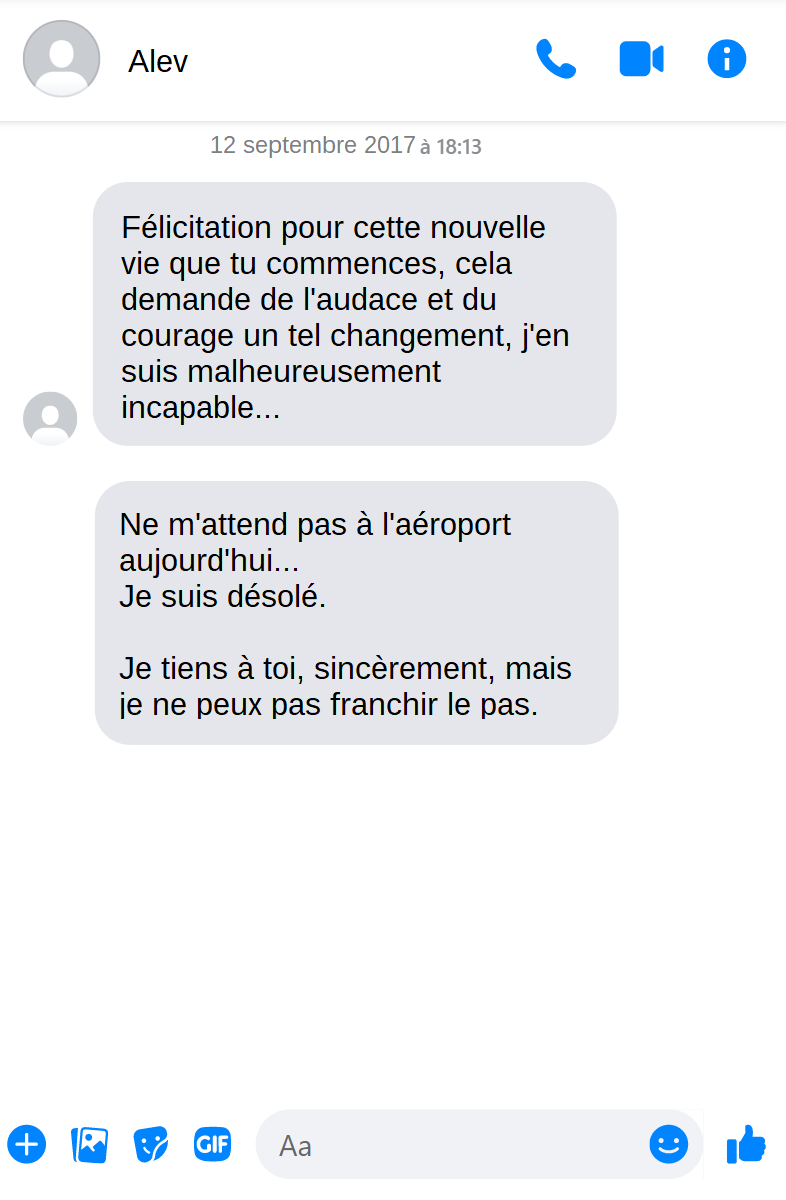 Alev
12 septembre 2017 à 18:13
Félicitation pour cette nouvelle
vie que tu commences, cela
demande de l'audace et du
courage un tel changement, j'en
suis malheureusement
incapable...
Ne m'attend pas à l'aéroport
aujourd'hui...
Je suis désolé.
Je tiens à toi, sincèrement, mais
je ne peux pas franchir le pas.
GIF
Aa